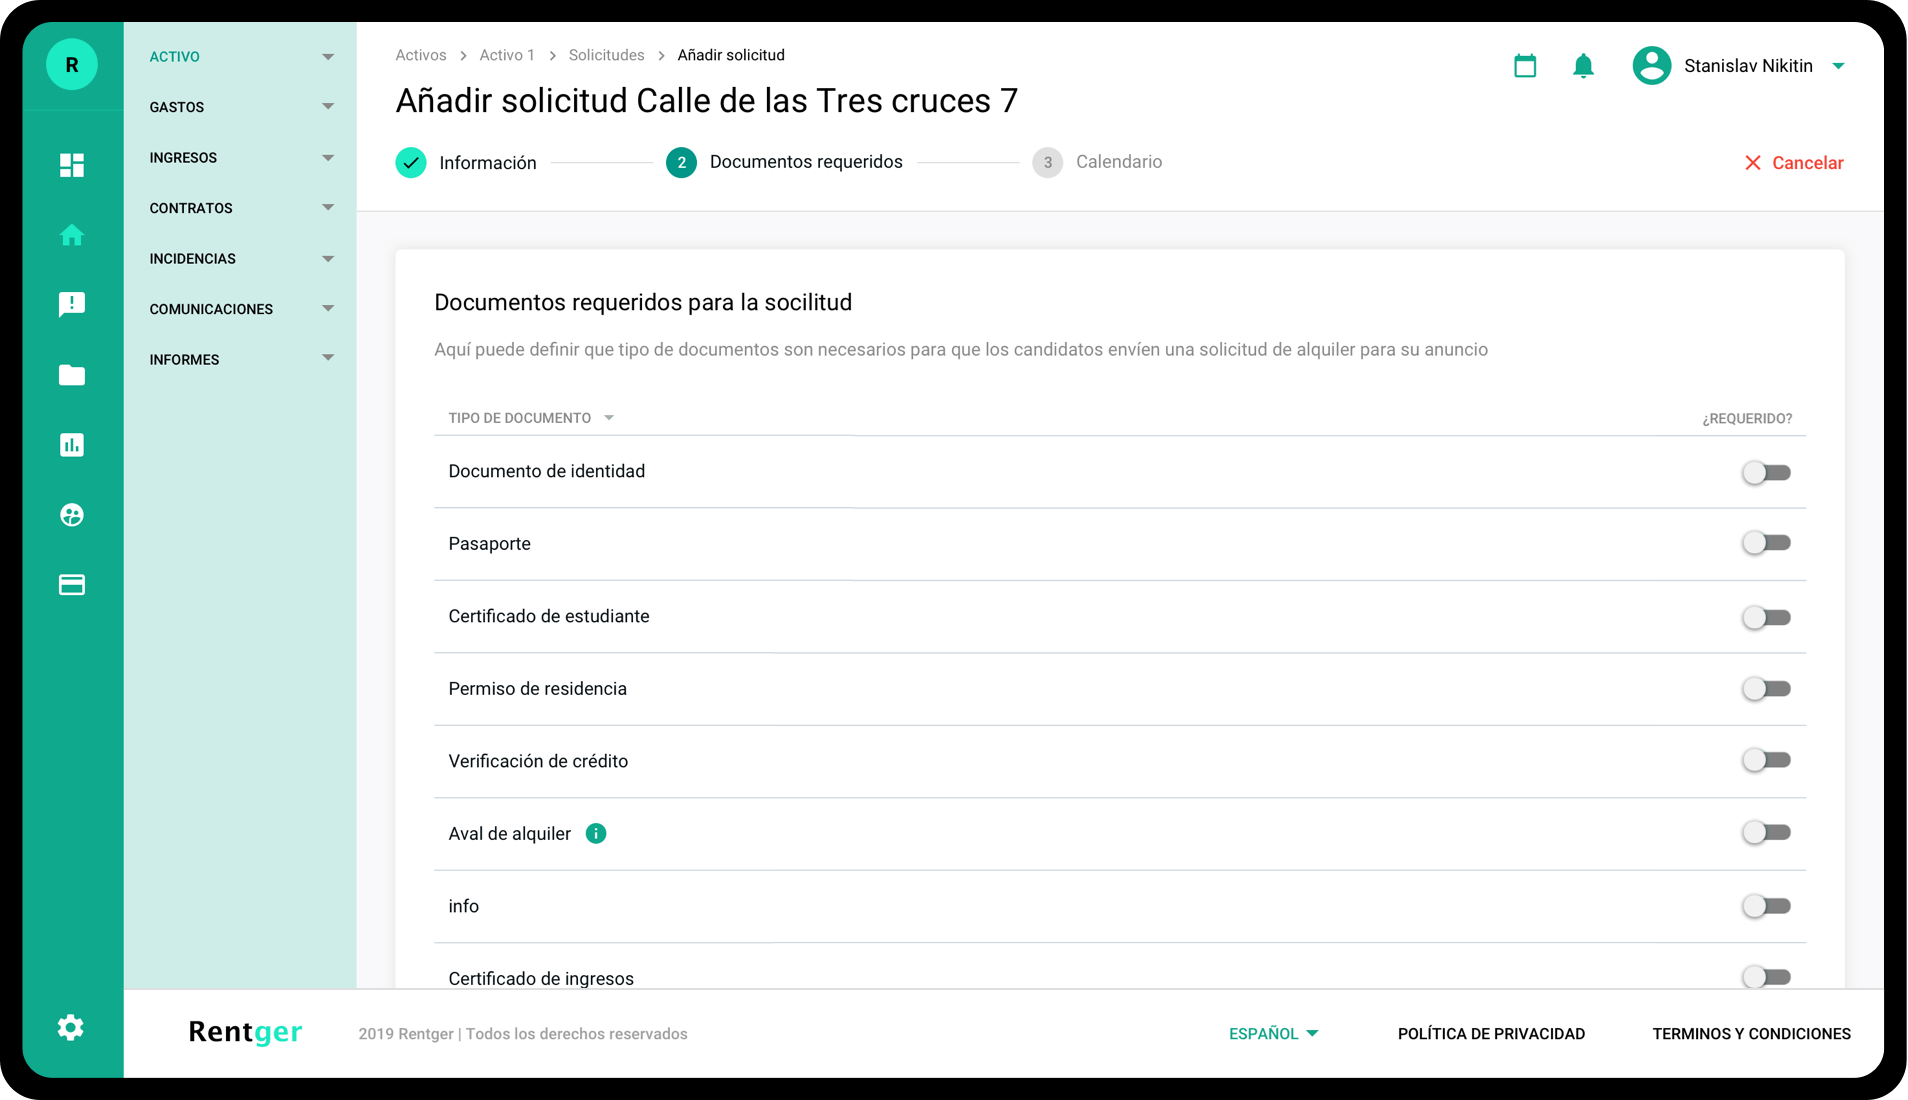 R
ACTIVO
GASTOS
INGRESOS
CONTRATOS
INCIDENCIAS
COMUNICACIONES
INFORMES
Activos > Activo 1 > Solicitudes > Añadir solicitud
Stanislav Nikitin
Añadir solicitud Calle de las Tres cruces 7
Información
2 Documentos requeridos
3 Calendario
Cancelar
Documentos requeridos para la socilitud
Aquí puede definir que tipo de documentos son necesarios para que los candidatos envíen una solicitud de alquiler para su anuncio
TIPO DE DOCUMENTO
¿REQUERIDO?
Documento de identidad
Pasaporte
Certificado de estudiante
Permiso de residencia
Verificación de crédito
Aval de alquiler i
info
Certificado de ingresos
Rentger
2019 Rentger | Todos los derechos reservados
ESPAÑOL
POLÍTICA DE PRIVACIDAD
TERMINOS Y CONDICIONES